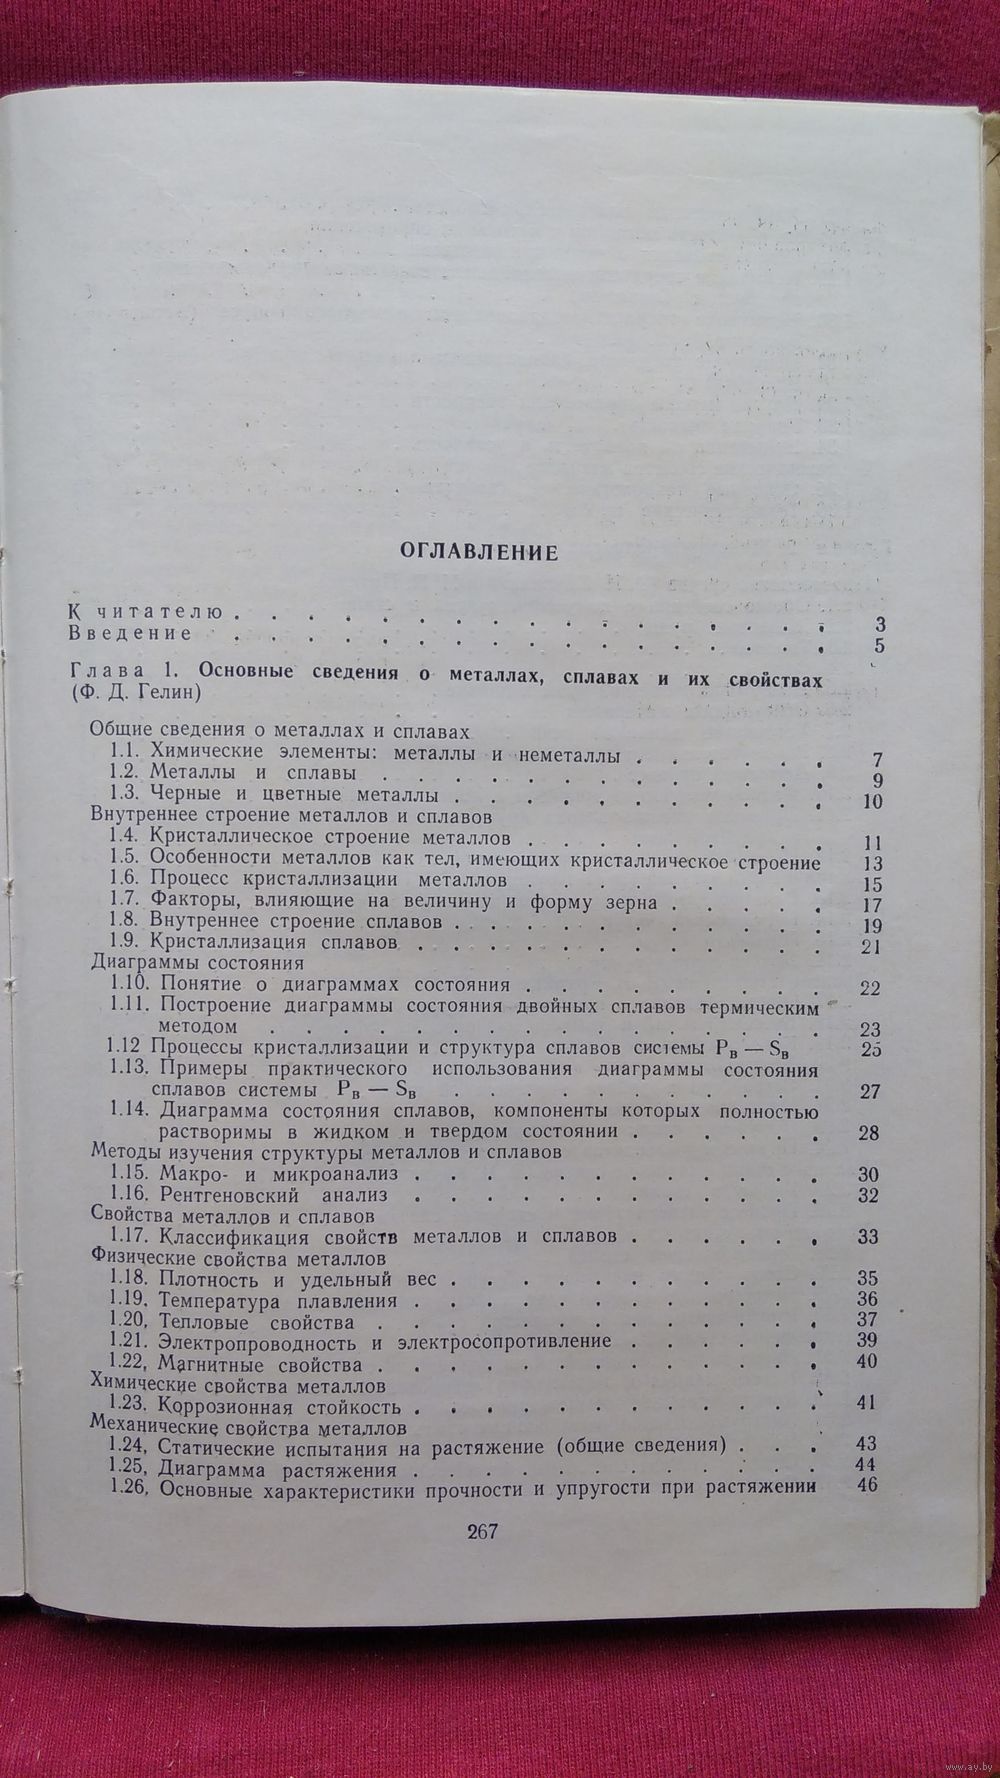 ОГЛАВЛЕНИЕ
К читателю . . . . . . . . . . . . . . . . . 3
Введение . . . . . . . . . . . . . . . . . 5
Глава 1. Основные сведения о металлах, сплавах и их свойствах
(Ф. Д. Гелин)
Общие сведения о металлах и сплавах
1.1. Химические элементы: металлы и неметаллы . . . . . . 7
1.2. Металлы и сплавы . . . . . . . . . . . . . 9
1.3. Черные и цветные металлы . . . . . . . . . . . 10
Внутреннее строение металлов и сплавов
1.4. Кристаллическое строение металлов . . . . . . . . . 11
1.5. Особенности металлов как тел, имеющих кристаллическое строение 13
1.6. Процесс кристаллизации металлов . . . . . . . . . 15
1.7. Факторы, влияющие на величину и форму зерна . . . . . 17
1.8. Внутреннее строение сплавов . . . . . . . . . . . 19
1.9. Кристаллизация сплавов . . . . . . . . . . . . 21
Диаграммы состояния
1.10. Понятие о диаграммах состояния . . . . . . . . . 22
1.11. Построение диаграммы состояния двойных сплавов термическим
методом . . . . . . . . . . . . . . . . 23
1.12 Процессы кристаллизации и структура сплавов системы Pв — Sв 25
1.13. Примеры практического использования диаграммы состояния
сплавов системы Pв — Sв . . . . . . . . . . . 27
1.14. Диаграмма состояния сплавов, компоненты которых полностью
растворимы в жидком и твердом состоянии . . . . . . 28
Методы изучения структуры металлов и сплавов
1.15. Макро- и микроанализ . . . . . . . . . . . . 30
1.16. Рентгеновский анализ . . . . . . . . . . . . 32
Свойства металлов и сплавов
1.17. Классификация свойств металлов и сплавов . . . . . . 33
Физические свойства металлов
1.18. Плотность и удельный вес . . . . . . . . . . . 35
1.19. Температура плавления . . . . . . . . . . . . 36
1.20, Тепловые свойства . . . . . . . . . . . . . 37
1.21. Электропроводность и электросопротивление . . . . . . 39
1.22, Магнитные свойства . . . . . . . . . . . . . 40
Химические свойства металлов
1.23. Коррозионная стойкость . . . . . . . . . . . . 41
Механические свойства металлов
1.24, Статические испытания на растяжение (общие сведения) . . . 43
1.25, Диаграмма растяжения . . . . . . . . . . . . 44
1.26, Основные характеристики прочности и упругости при растяжении 46
267
www.ay.by